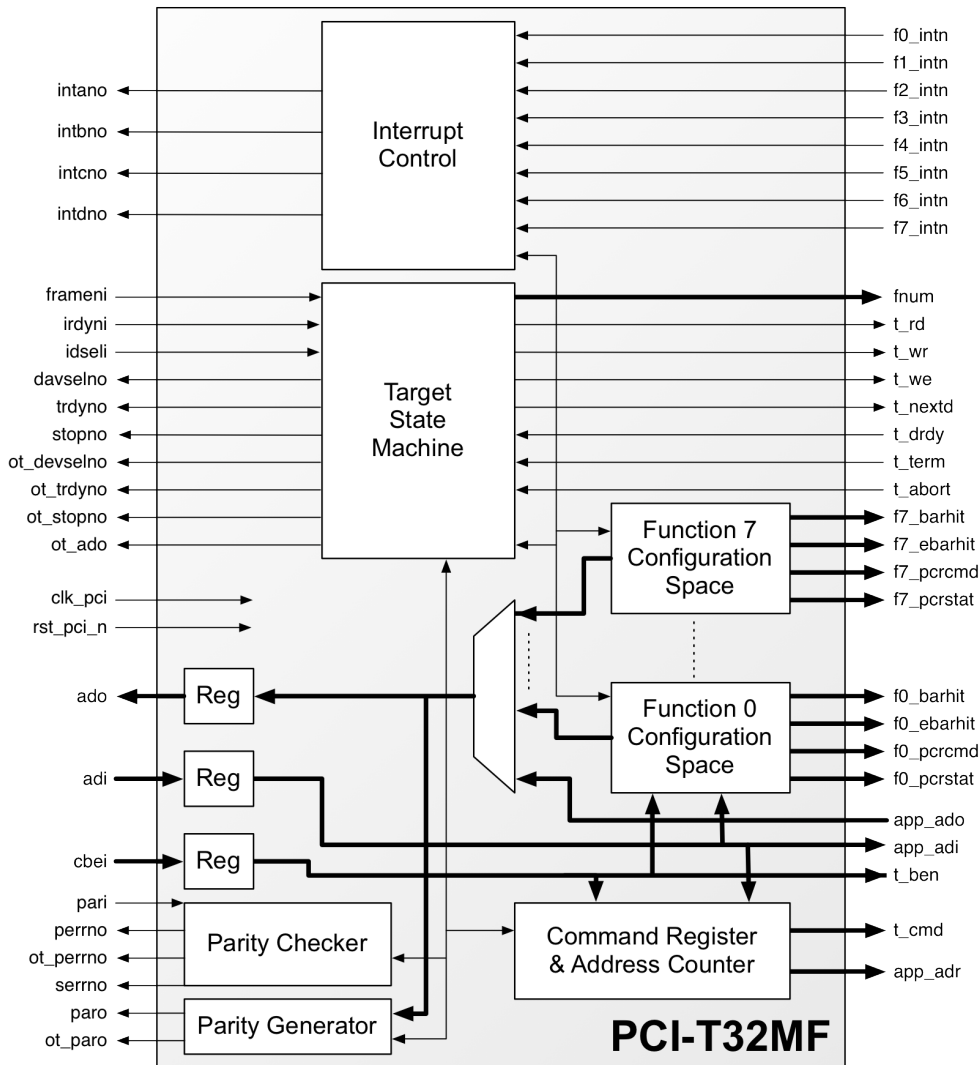 f0_intn
f1_intn
intano
f2_intn
f3_intn
intbno
Interrupt
Control
f4_intn
intcno
f5_intn
f6_intn
intdno
f7_intn
frameni
fnum
irdyni
t_rd
idseli
t_wr
davselno
t_we
Target
State
Machine
trdyno
t_nextd
stopno
t_drdy
ot_devselno
t_term
ot_trdyno
t_abort
ot_stopno
f7_barhit
Function 7
Configuration
Space
ot_ado
f7_ebarhit
f7_pcrcmd
clk_pci
f7_pcrstat
rst_pci_n
ado
Reg
f0_barhit
Function 0
Configuration
Space
f0_ebarhit
f0_pcrcmd
adi
Reg
f0_pcrstat
app_ado
app_adi
cbei
Reg
t_ben
pari
perrno
Parity Checker
Command Register
& Address Counter
t_cmd
ot_perrno
app_adr
serrno
paro
Parity Generator
ot_paro
PCI-T32MF